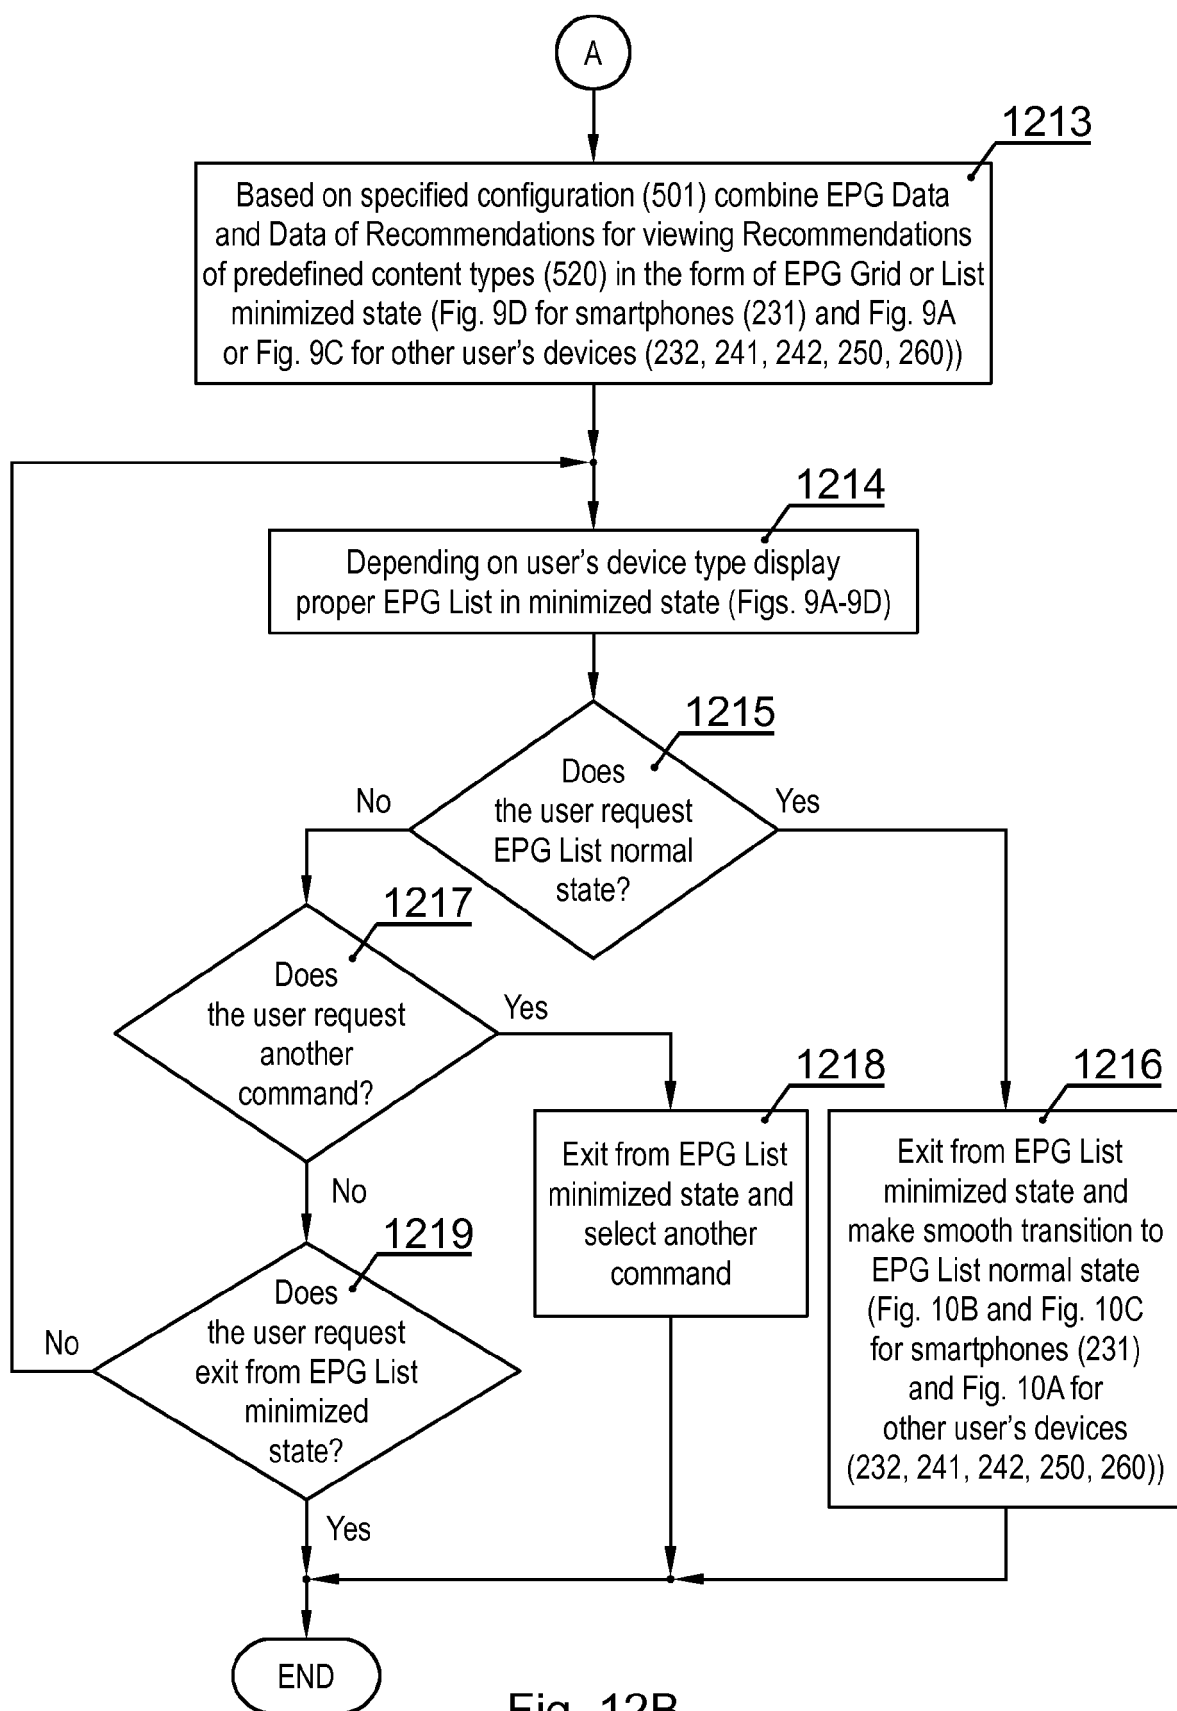 A
1213
Based on specified configuration (501) combine EPG Data
and Data of Recommendations for viewing Recommendations
of predefined content types (520) in the form of EPG Grid or List
minimized state (Fig. 9D for smartphones (231) and Fig. 9A
or Fig. 9C for other user's devices (232, 241, 242, 250, 260))
1214
Depending on user's device type display
proper EPG List in minimized state (Figs. 9A-9D)
1215
Does
the user request
EPG List normal
state?
No
Yes
1217
Does
the user request
another
command?
Yes
No
1218
Exit from EPG List
minimized state and
select another
command
1216
Exit from EPG List
minimized state and
make smooth transition to
EPG List normal state
(Fig. 10B and Fig. 10C
for smartphones (231)
and Fig. 10A for
other user's devices
(232, 241, 242, 250, 260))
1219
Does
the user request
exit from EPG List
minimized
state?
No
Yes
END
Fig. 12B